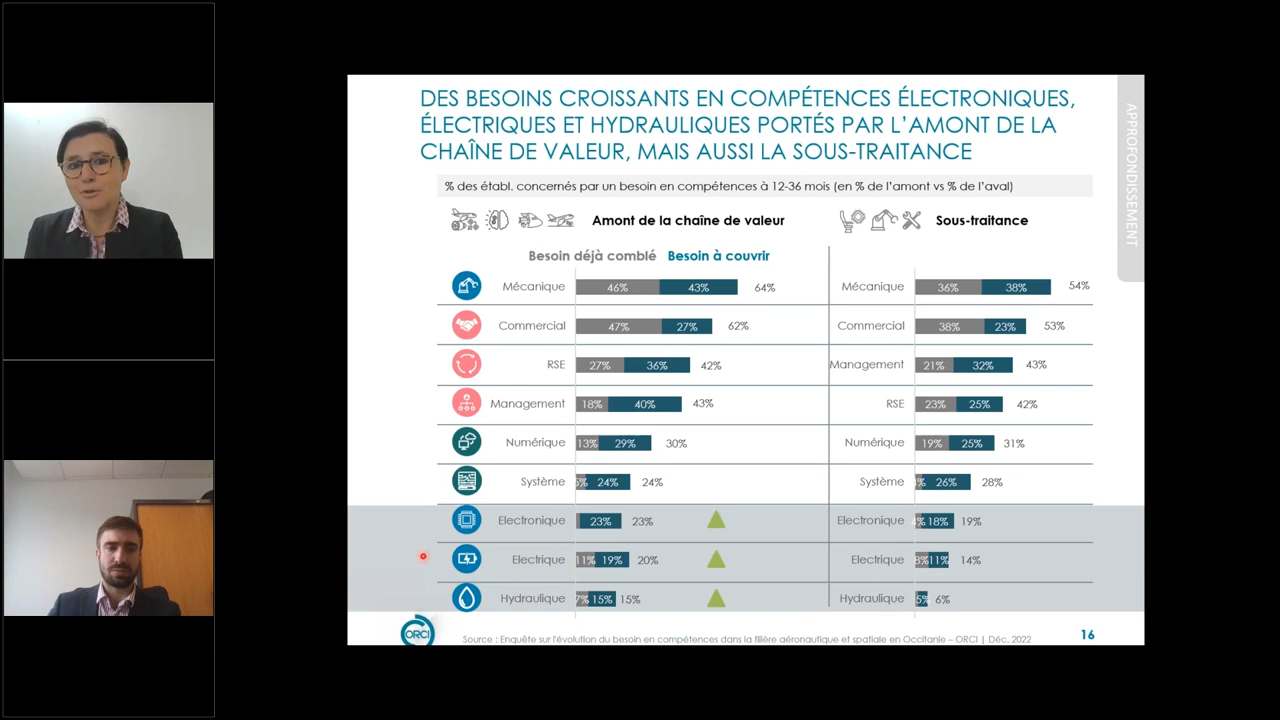 DES BESOINS CROISSANTS EN COMPÉTENCES ÉLECTRONIQUES,
ÉLECTRIQUES ET HYDRAULIQUES PORTÉS PAR L'AMONT DE LA
CHAÎNE DE VALEUR, MAIS AUSSI LA SOUS-TRAITANCE
APPROFONDISSEMENT
% des établ. concernés par un besoin en compétences à 12-36 mois (en % de l'amont vs % de l'aval)
Amont de la chaîne de valeur
Sous-traitance
Besoin déjà comblé Besoin à couvrir
Mécanique 46% 43% 64%
Mécanique 36% 38% 54%
Commercial 47% 27% 62%
Commercial 38% 23% 53%
RSE 27% 36% 42%
Management 21% 32% 43%
Management 18% 40% 43%
RSE 23% 25% 42%
Numérique 13% 29% 30%
Numérique 19% 25% 31%
Système 24% 24%
Système 26% 28%
Electronique 23% 23%
Electronique 18% 19%
Electrique 11% 19% 20%
Electrique 11% 14%
Hydraulique 7% 15% 15%
Hydraulique 5% 6%
ORCI
Source : Enquête sur l'évolution du besoin en compétences dans la filière aéronautique et spatiale en Occitanie – ORCI | Déc. 2022
16